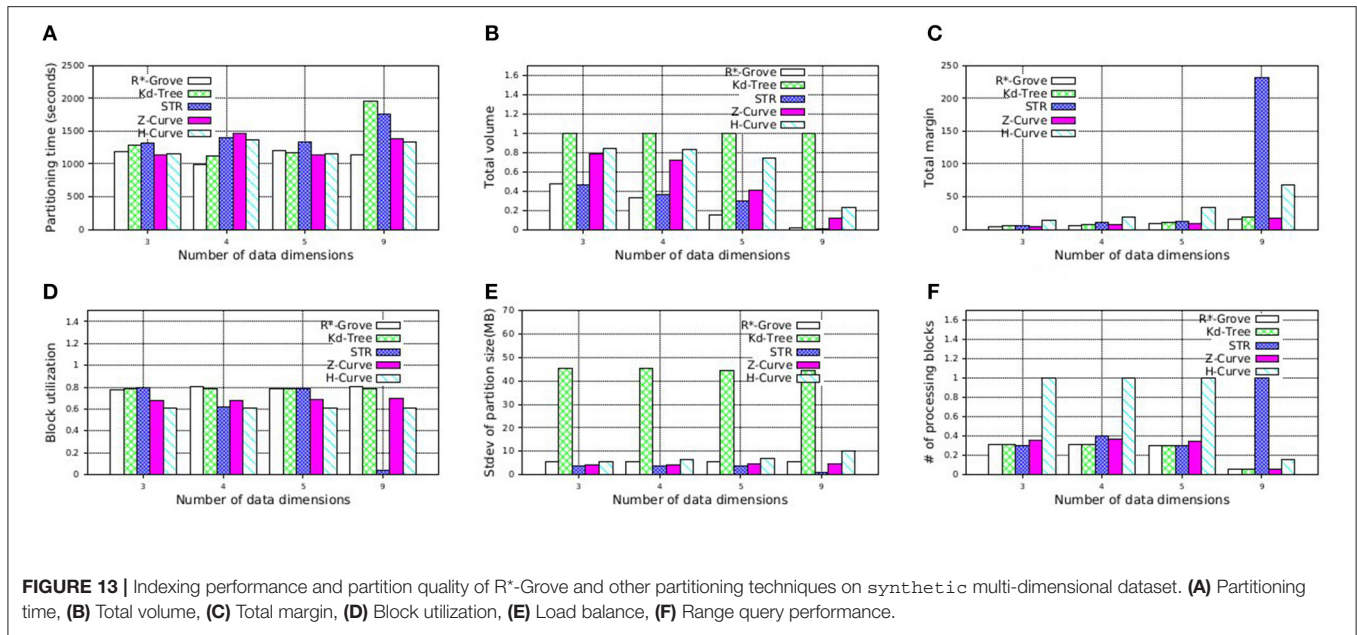 A
Partitioning time (seconds)
2500
2000
1500
1000
500
0
R*-Grove
Kd-Tree
STR
Z-Curve
H-Curve
3 4 5 9
Number of data dimensions
B
Total volume
1.6
1.4
1.2
1
0.8
0.6
0.4
0.2
0
R*-Grove
Kd-Tree
STR
Z-Curve
H-Curve
3 4 5 9
Number of data dimensions
C
Total margin
250
200
150
100
50
0
R*-Grove
Kd-Tree
STR
Z-Curve
H-Curve
3 4 5 9
Number of data dimensions
D
Block utilization
1.4
1.2
1
0.8
0.6
0.4
0.2
0
R*-Grove
Kd-Tree
STR
Z-Curve
H-Curve
3 4 5 9
Number of data dimensions
E
Stdev of partition size(MB)
70
60
50
40
30
20
10
0
R*-Grove
Kd-Tree
STR
Z-Curve
H-Curve
3 4 5 9
Number of data dimensions
F
# of processing blocks
1.6
1.4
1.2
1
0.8
0.6
0.4
0.2
0
R*-Grove
Kd-Tree
STR
Z-Curve
H-Curve
3 4 5 9
Number of data dimensions
FIGURE 13 | Indexing performance and partition quality of R*-Grove and other partitioning techniques on synthetic multi-dimensional dataset. (A) Partitioning
time, (B) Total volume, (C) Total margin, (D) Block utilization, (E) Load balance, (F) Range query performance.